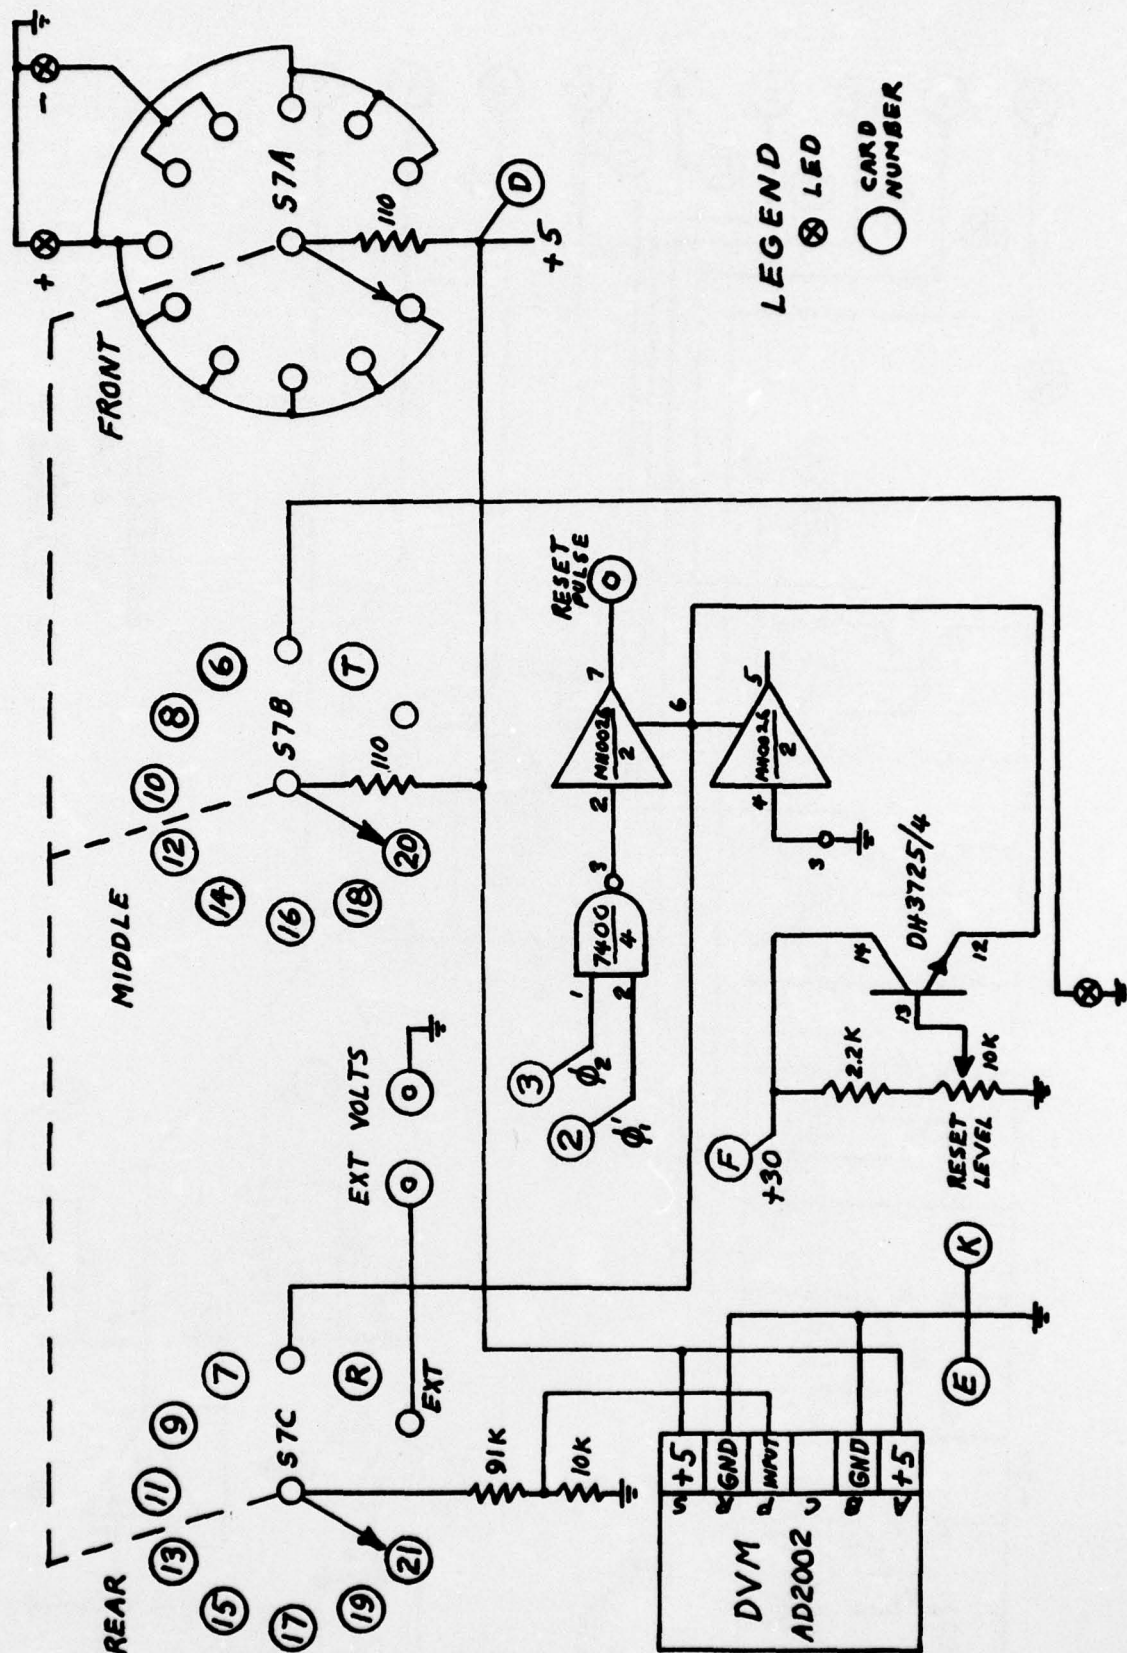 REAR
MIDDLE
FRONT
+
-
11
9
7
13
15
17
19
21
R
S7C
EXT
10
8
6
12
14
16
18
20
T
S7B
110
S7A
110
D
+5
EXT VOLTS
91K
10K
3
ϕ2
2
ϕ1'
1
2
7400
4
3
2
MH0026
2
7
RESET
PULSE
6
4
MH0026
2
5
3
F
+30
2.2K
10K
RESET
LEVEL
13
14
12
DH3725/4
DVM
AD2002
S +5
GND
P INPUT
B GND
A +5
E
K
LEGEND
LED
CARD
NUMBER